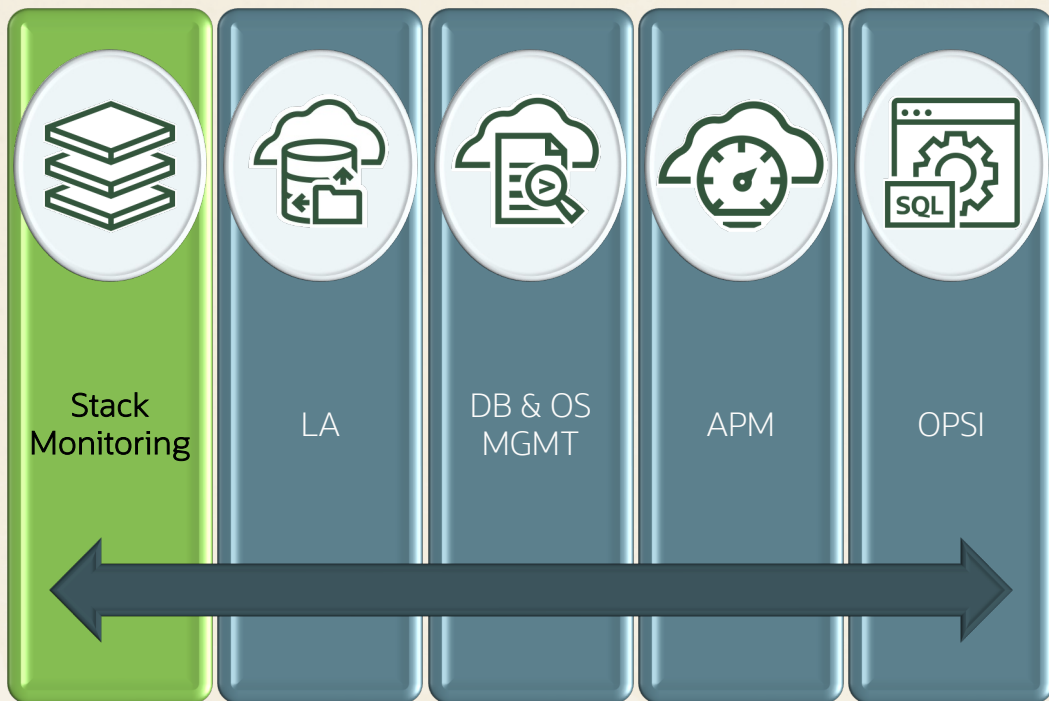 SQL
Stack
Monitoring
LA
DB & OS
MGMT
APM
OPSI